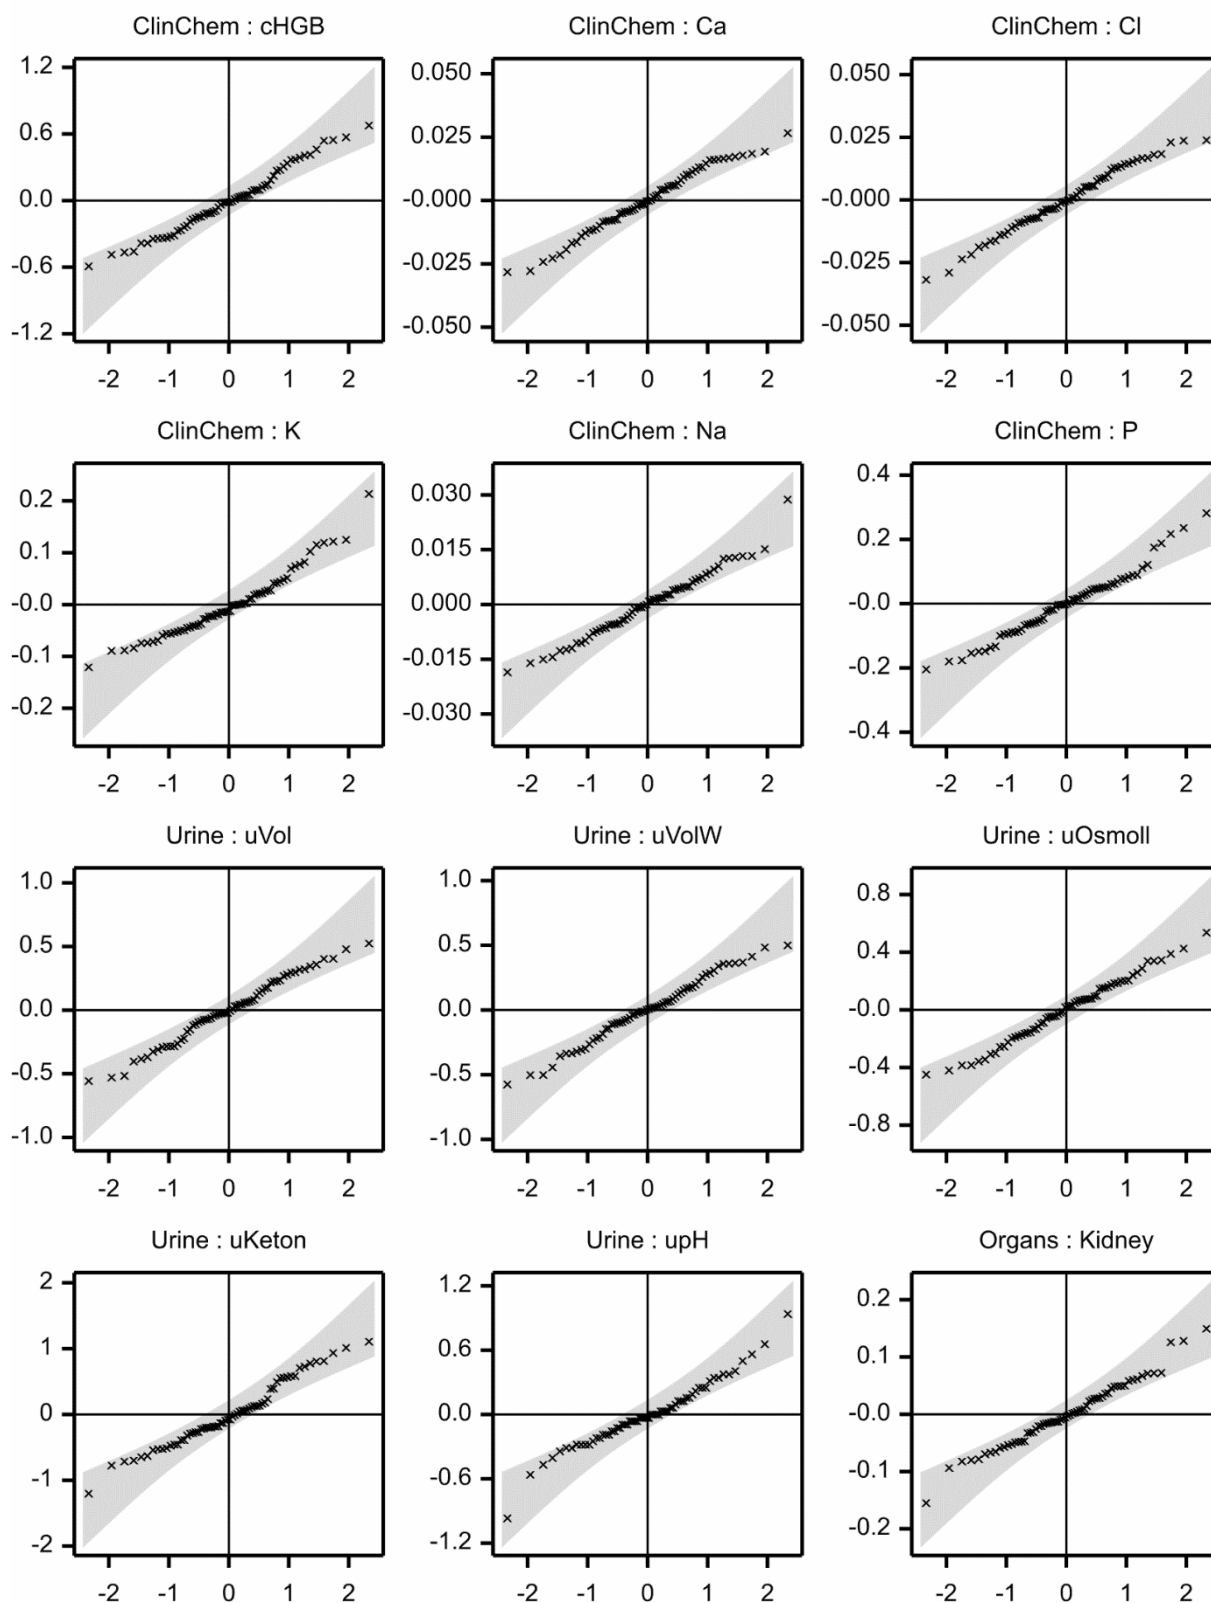 ClinChem : cHGB
ClinChem : Ca
ClinChem : Cl
1.2
0.6
0.0
-0.6
-1.2
-2 -1 0 1 2
0.050
0.025
-0.000
-0.025
-0.050
-2 -1 0 1 2
0.050
0.025
-0.000
-0.025
-0.050
-2 -1 0 1 2
ClinChem : K
ClinChem : Na
ClinChem : P
0.2
0.1
-0.0
-0.1
-0.2
-2 -1 0 1 2
0.030
0.015
0.000
-0.015
-0.030
-2 -1 0 1 2
0.4
0.2
-0.0
-0.2
-0.4
-2 -1 0 1 2
Urine : uVol
Urine : uVolW
Urine : uOsmoll
1.0
0.5
0.0
-0.5
-1.0
-2 -1 0 1 2
1.0
0.5
0.0
-0.5
-1.0
-2 -1 0 1 2
0.8
0.4
-0.0
-0.4
-0.8
-2 -1 0 1 2
Urine : uKeton
Urine : upH
Organs : Kidney
2
1
0
-1
-2
-2 -1 0 1 2
1.2
0.6
0.0
-0.6
-1.2
-2 -1 0 1 2
0.2
0.1
-0.0
-0.1
-0.2
-2 -1 0 1 2